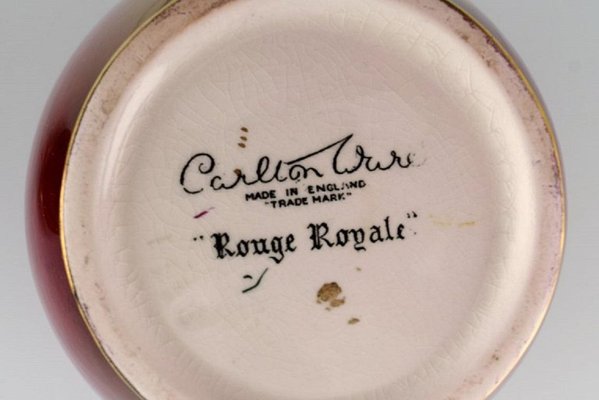 Carlton Ware
MADE IN ENGLAND
"TRADE MARK"
"Rouge Royale"